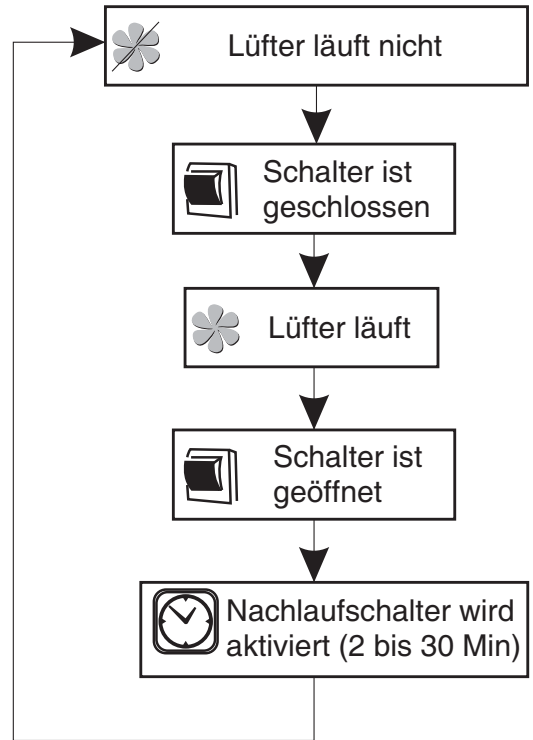 Lüfter läuft nicht
Schalter ist
geschlossen
Lüfter läuft
Schalter ist
geöffnet
Nachlaufschalter wird
aktiviert (2 bis 30 Min)